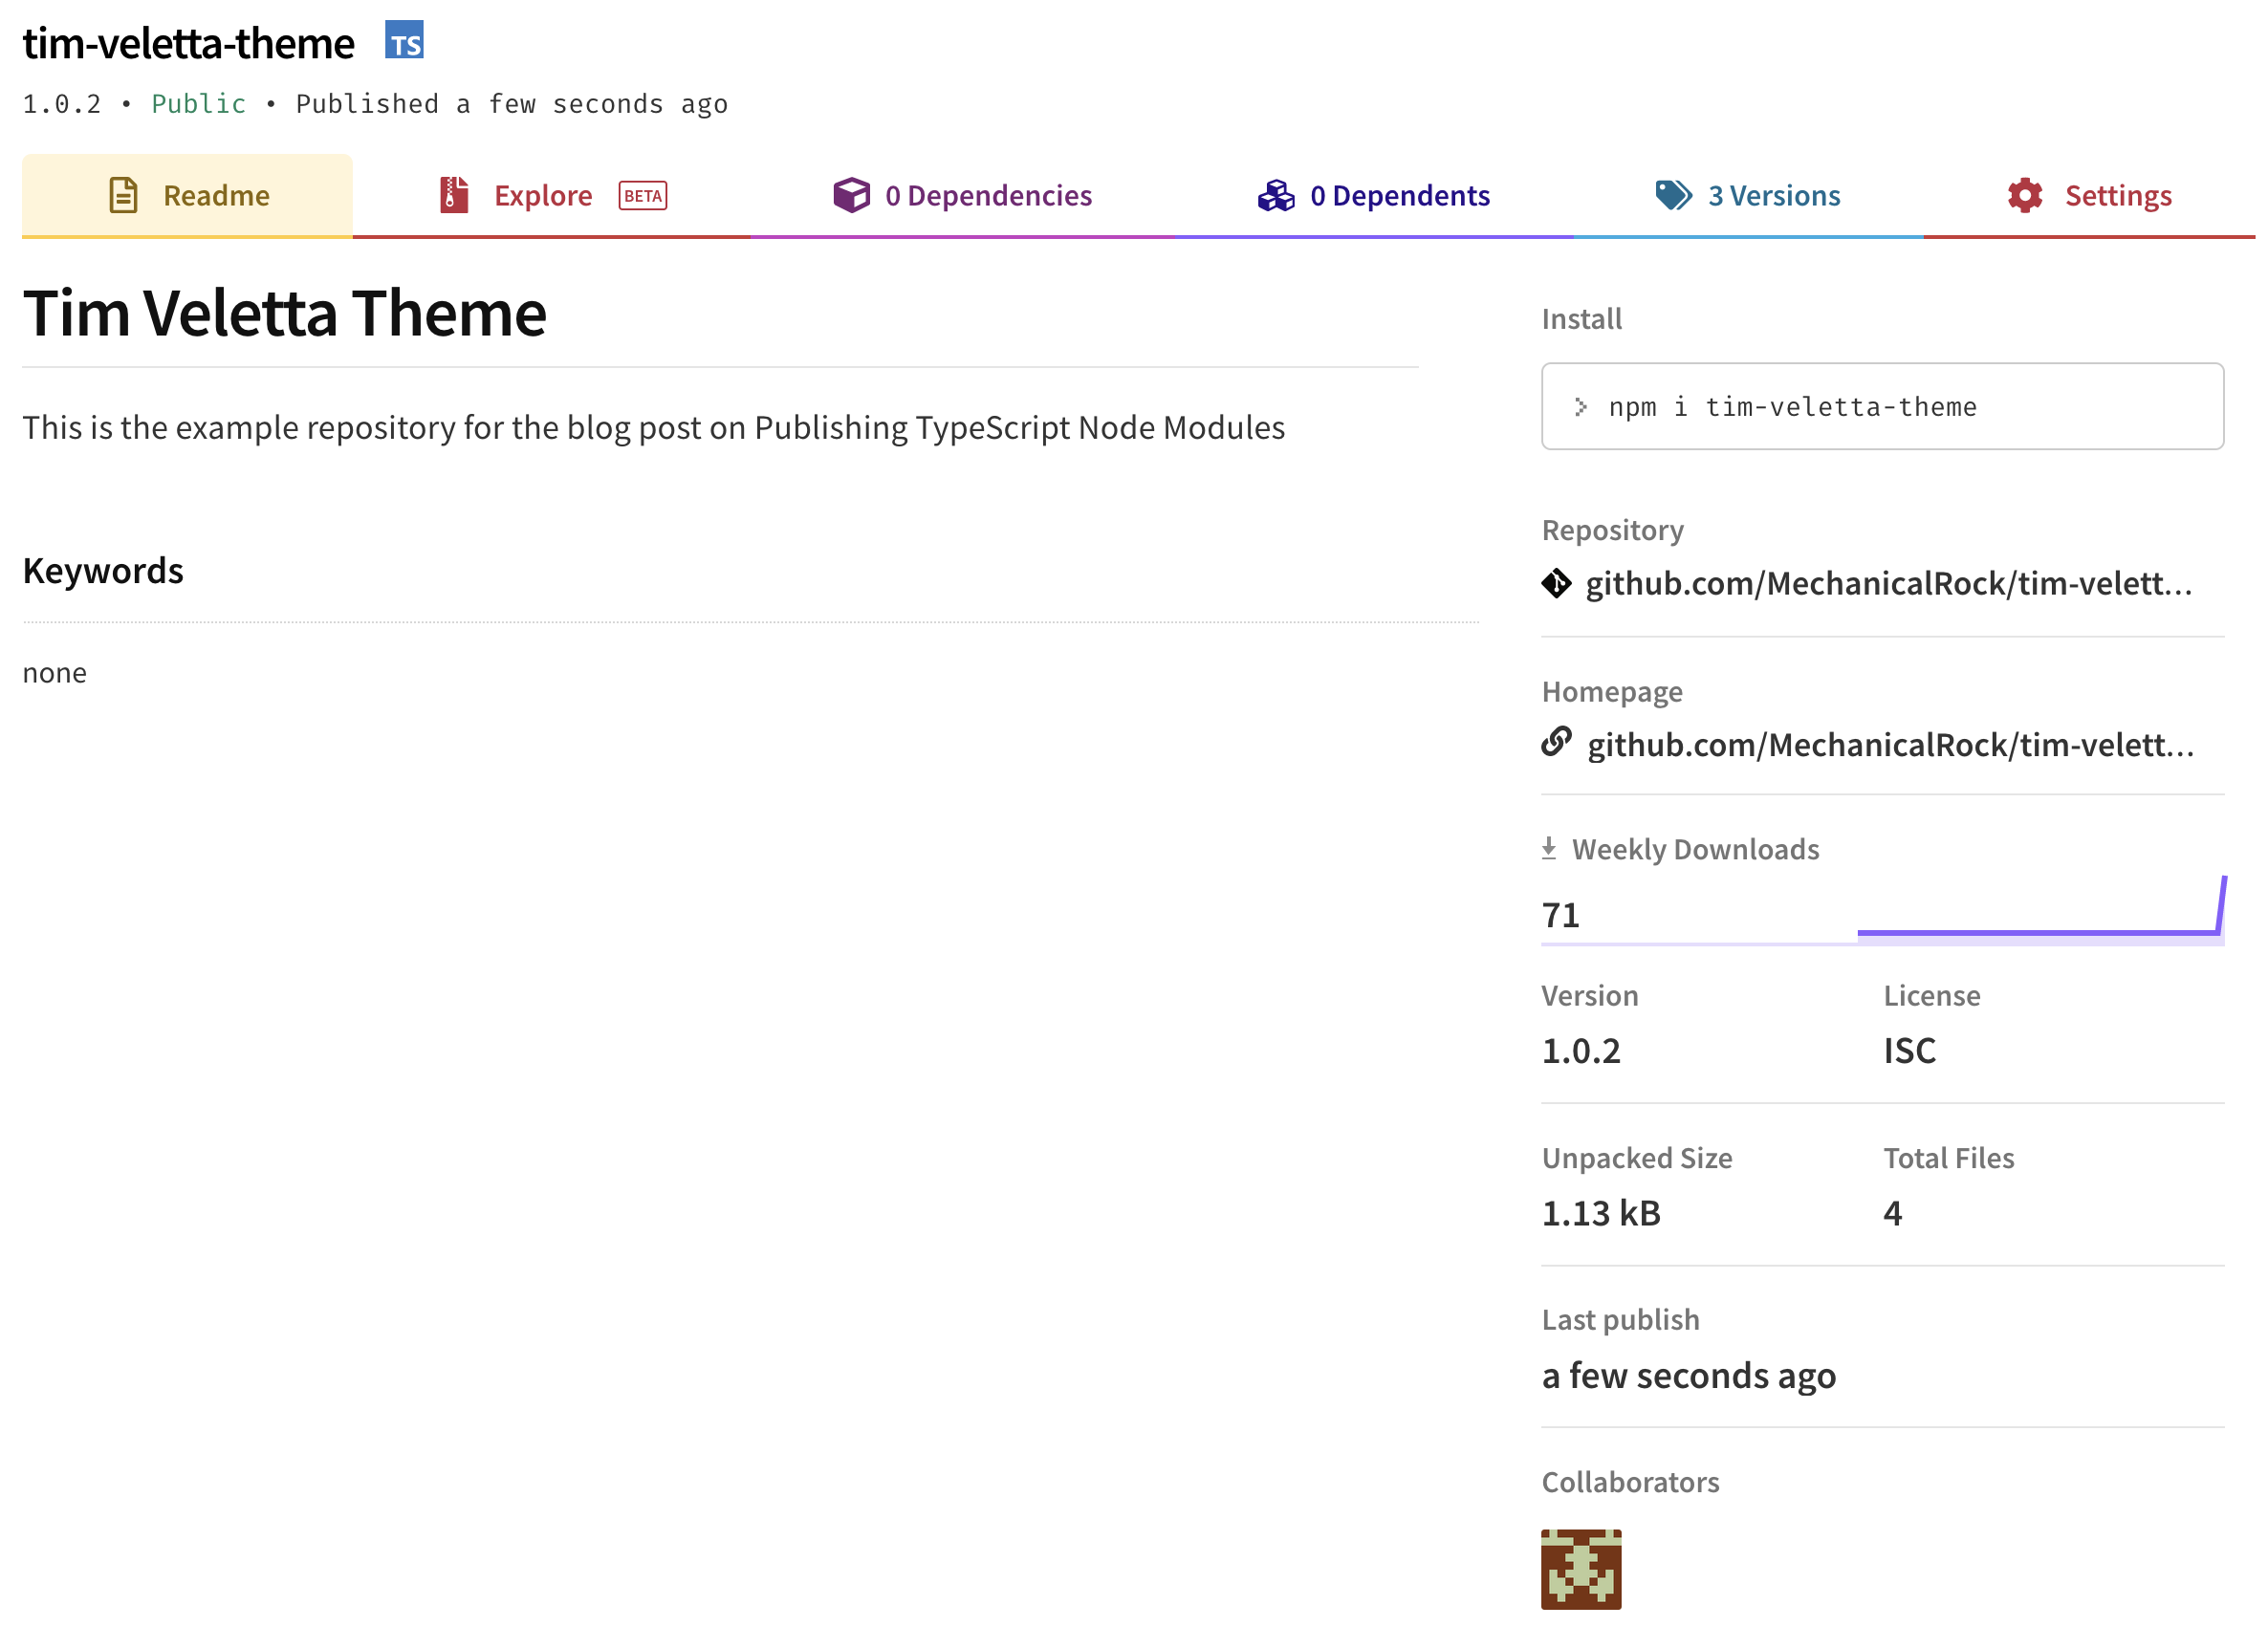 tim-veletta-theme TS
1.0.2 • Public • Published a few seconds ago
Readme
Explore BETA
0 Dependencies
0 Dependents
3 Versions
Settings
Tim Veletta Theme
This is the example repository for the blog post on Publishing TypeScript Node Modules
Keywords
none
Install
> npm i tim-veletta-theme
Repository
github.com/MechanicalRock/tim-velett...
Homepage
github.com/MechanicalRock/tim-velett...
Weekly Downloads
71
Version
1.0.2
License
ISC
Unpacked Size
1.13 kB
Total Files
4
Last publish
a few seconds ago
Collaborators